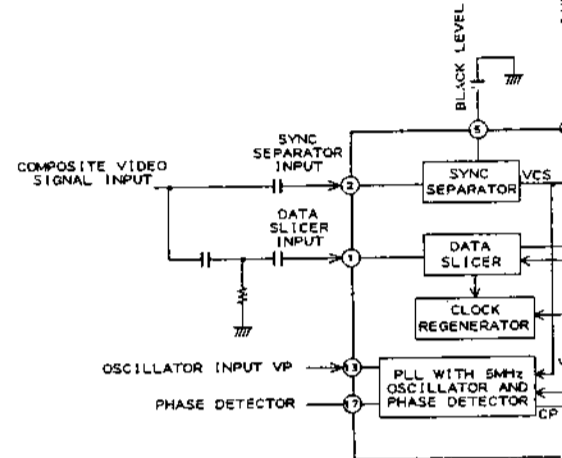 BLACK LEVEL
5
SYNC
SEPARATOR
INPUT
COMPOSITE VIDEO
SIGNAL INPUT
2
SYNC
SEPARATOR
VCS
DATA
SLICER
INPUT
1
DATA
SLICER
CLOCK
REGENERATOR
OSCILLATOR INPUT VP
13
PLL WITH 5MHz
OSCILLATOR AND
PHASE DETECTOR
PHASE DETECTOR
17
CP